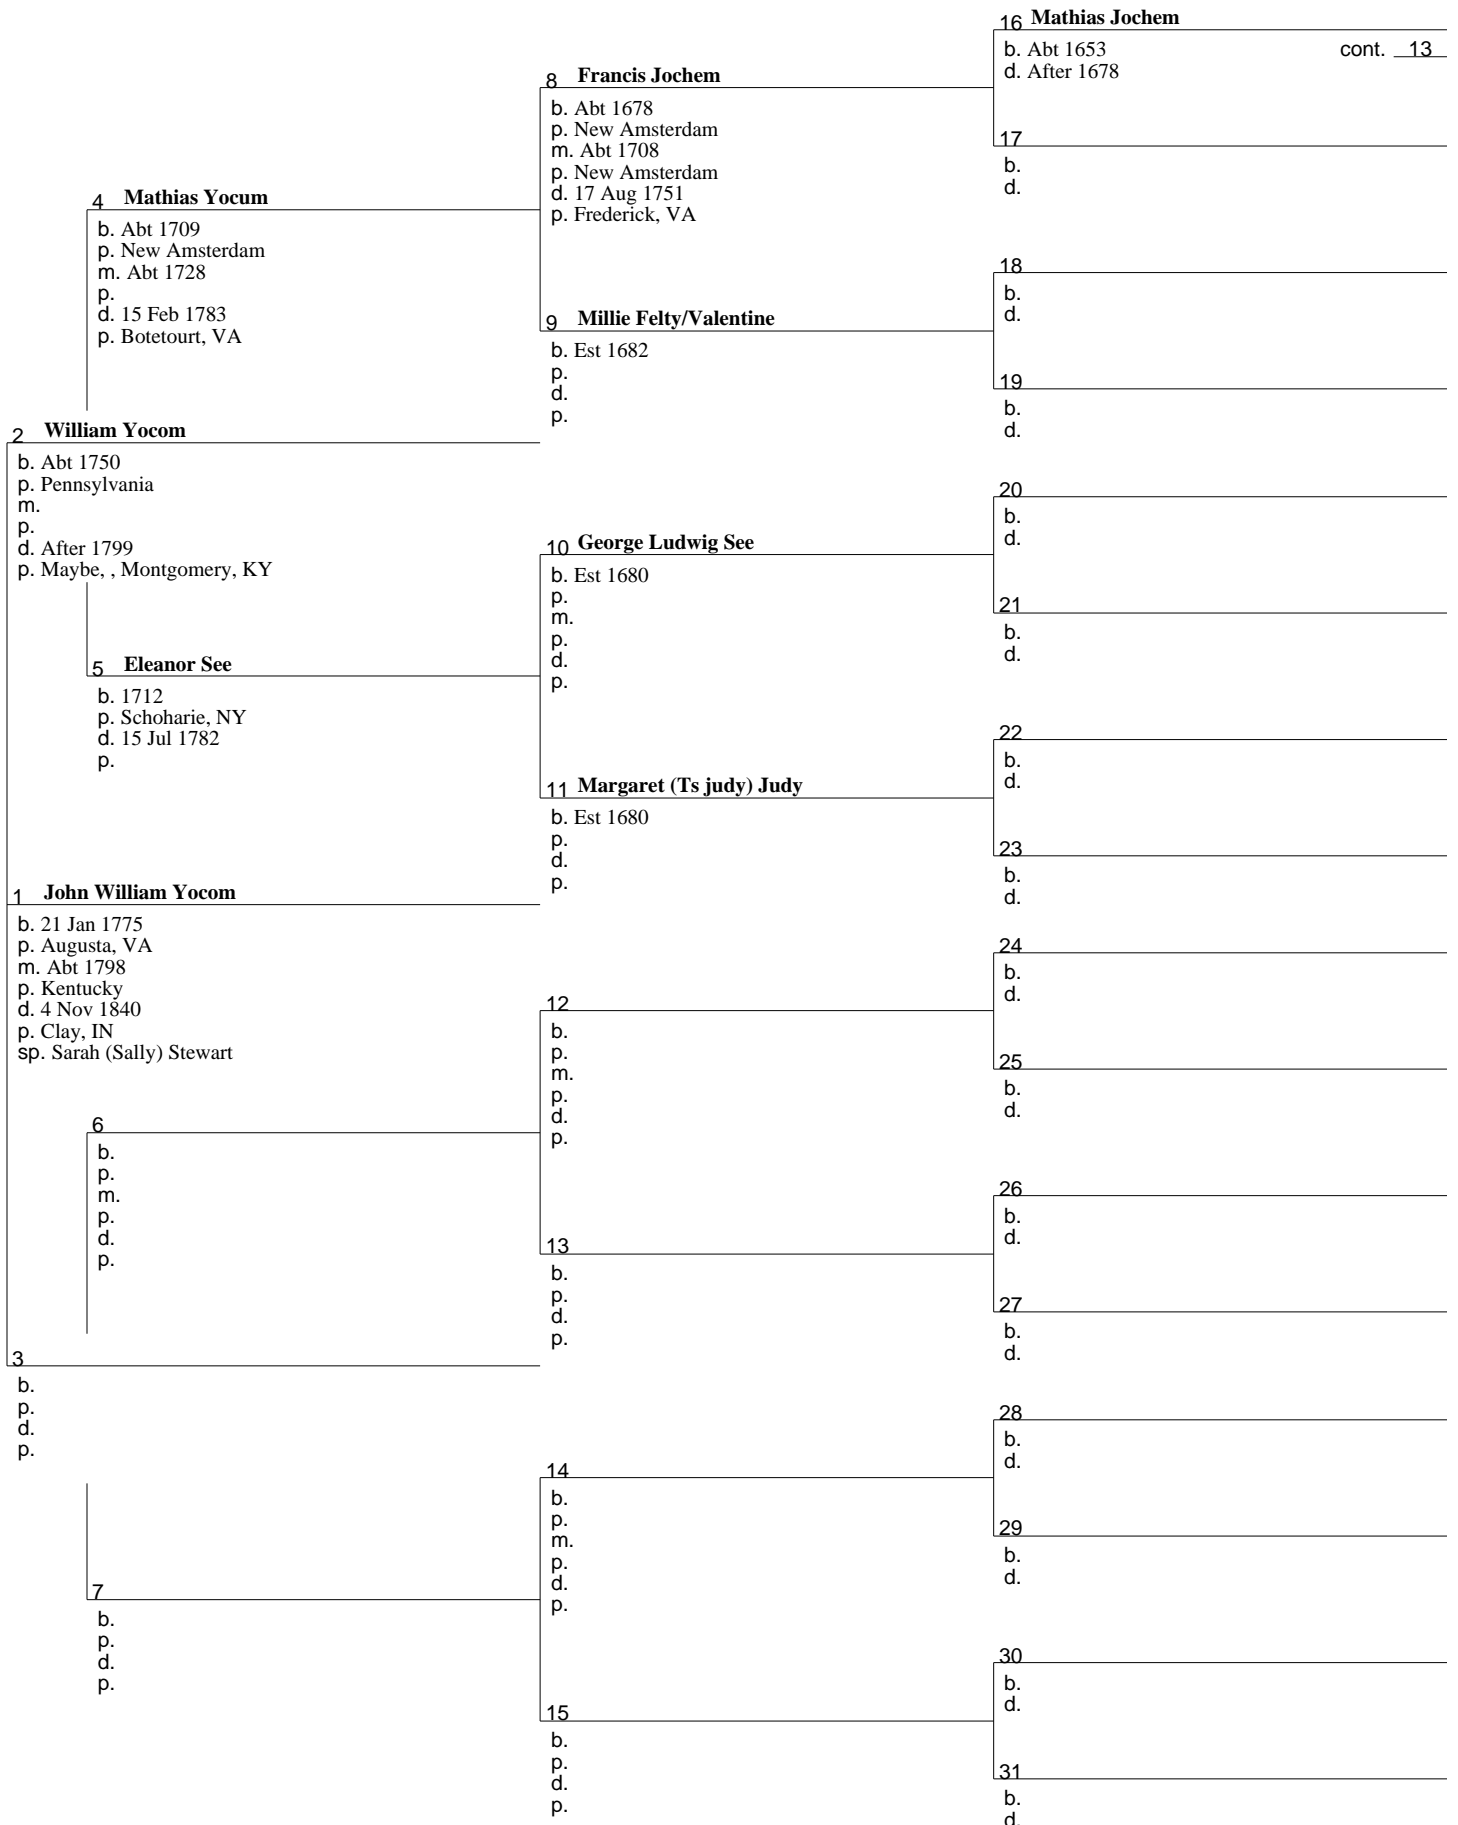 16 Mathias Jochem
b. Abt 1653 cont. 13
d. After 1678
8 Francis Jochem
b. Abt 1678
p. New Amsterdam
m. Abt 1708
p. New Amsterdam
d. 17 Aug 1751
p. Frederick, VA
17
b.
d.
4 Mathias Yocum
b. Abt 1709
p. New Amsterdam
m. Abt 1728
p.
d. 15 Feb 1783
p. Botetourt, VA
18
b.
d.
9 Millie Felty/Valentine
b. Est 1682
p.
d.
p.
19
b.
d.
2 William Yocom
b. Abt 1750
p. Pennsylvania
m.
p.
d. After 1799
p. Maybe, , Montgomery, KY
20
b.
d.
10 George Ludwig See
b. Est 1680
p.
m.
p.
d.
p.
21
b.
d.
5 Eleanor See
b. 1712
p. Schoharie, NY
d. 15 Jul 1782
p.
22
b.
d.
11 Margaret (Ts judy) Judy
b. Est 1680
p.
d.
p.
23
b.
d.
1 John William Yocom
b. 21 Jan 1775
p. Augusta, VA
m. Abt 1798
p. Kentucky
d. 4 Nov 1840
p. Clay, IN
sp. Sarah (Sally) Stewart
24
b.
d.
12
b.
p.
m.
p.
d.
p.
25
b.
d.
6
b.
p.
m.
p.
d.
p.
26
b.
d.
13
b.
p.
d.
p.
27
b.
d.
3
b.
p.
d.
p.
28
b.
d.
14
b.
p.
m.
p.
d.
p.
29
b.
d.
7
b.
p.
d.
p.
30
b.
d.
15
b.
p.
d.
p.
31
b.
d.